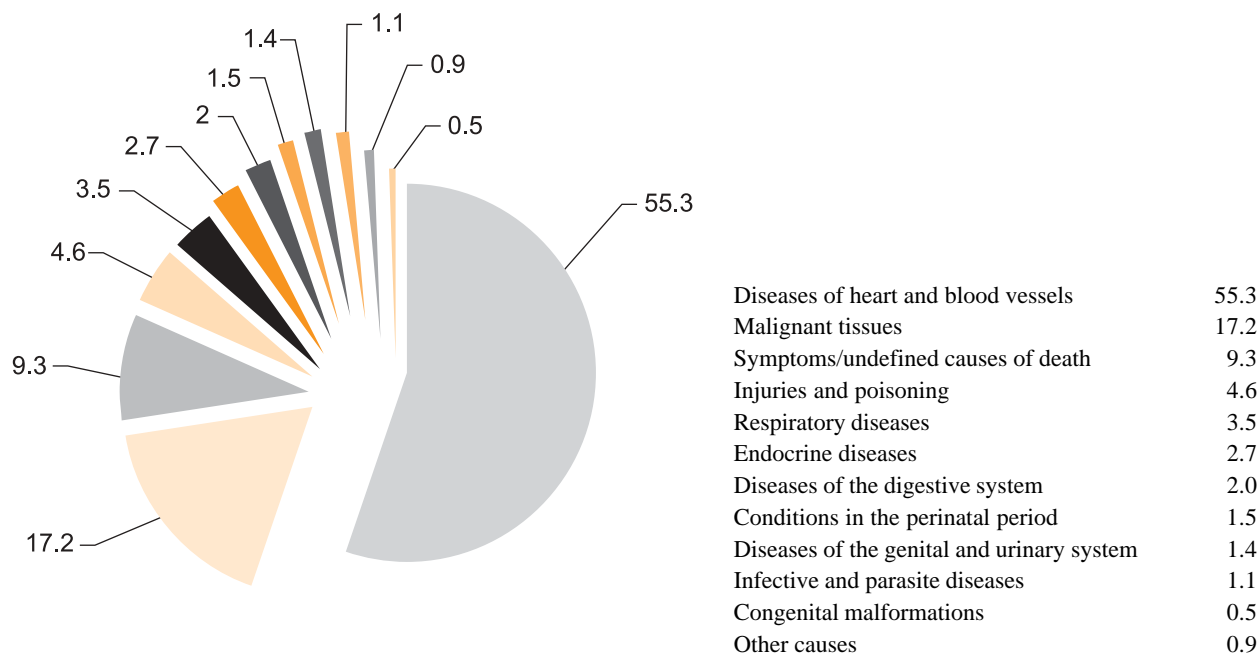 1.1
1.4
0.9
1.5
0.5
2
2.7
3.5
55.3
4.6
9.3
17.2
Diseases of heart and blood vessels 55.3
Malignant tissues 17.2
Symptoms/undefined causes of death 9.3
Injuries and poisoning 4.6
Respiratory diseases 3.5
Endocrine diseases 2.7
Diseases of the digestive system 2.0
Conditions in the perinatal period 1.5
Diseases of the genital and urinary system 1.4
Infective and parasite diseases 1.1
Congenital malformations 0.5
Other causes 0.9